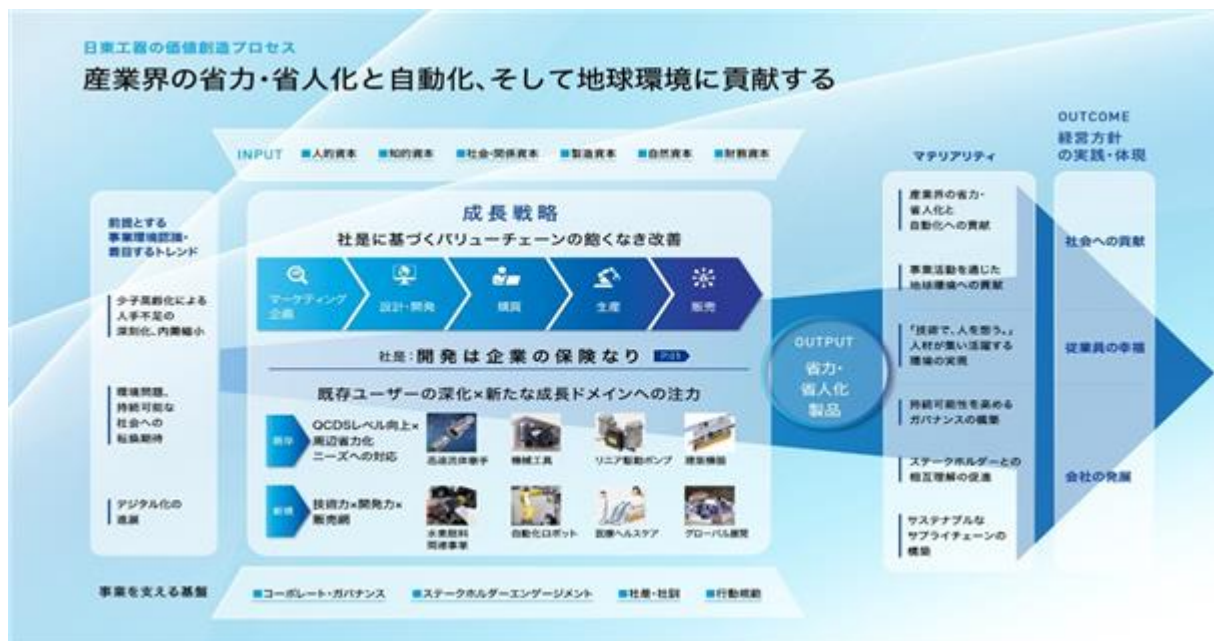 日東工器の価値創造プロセス
産業界の省力・省人化と自動化、そして地球環境に貢献する
INPUT ■人的資本 ■知的資本 ■社会・関係資本 ■製造資本 ■自然資本 ■財務資本
前提とする
事業環境認識・
着目するトレンド
少子高齢化による
人手不足の
深刻化、内需縮小
環境問題、
持続可能な
社会への
転換期待
デジタル化の
進展
成長戦略
社是に基づくバリューチェーンの飽くなき改善
マーケティング
企画
設計・開発
購買
生産
販売
社是：開発は企業の保険なり
既存ユーザーの深化×新たな成長ドメインへの注力
既存
QCDSレベル向上×
周辺省力化
ニーズへの対応
迅速流体継手
機械工具
リニア駆動ポンプ
建築機器
新規
技術力×開発力×
販売網
水素燃料
関連事業
自動化ロボット
医療ヘルスケア
グローバル展開
OUTPUT
省力・
省人化
製品
マテリアリティ
産業界の省力・
省人化と
自動化への貢献
事業活動を通じた
地球環境への貢献
「技術で、人を想う。」
人材が集い活躍する
環境の実現
持続可能性を高める
ガバナンスの構築
ステークホルダーとの
相互理解の促進
サステナブルな
サプライチェーンの
構築
OUTCOME
経営方針
の実践・体現
社会への貢献
従業員の幸福
会社の発展
事業を支える基盤
■コーポレート・ガバナンス ■ステークホルダーエンゲージメント ■社是・社訓 ■行動規範